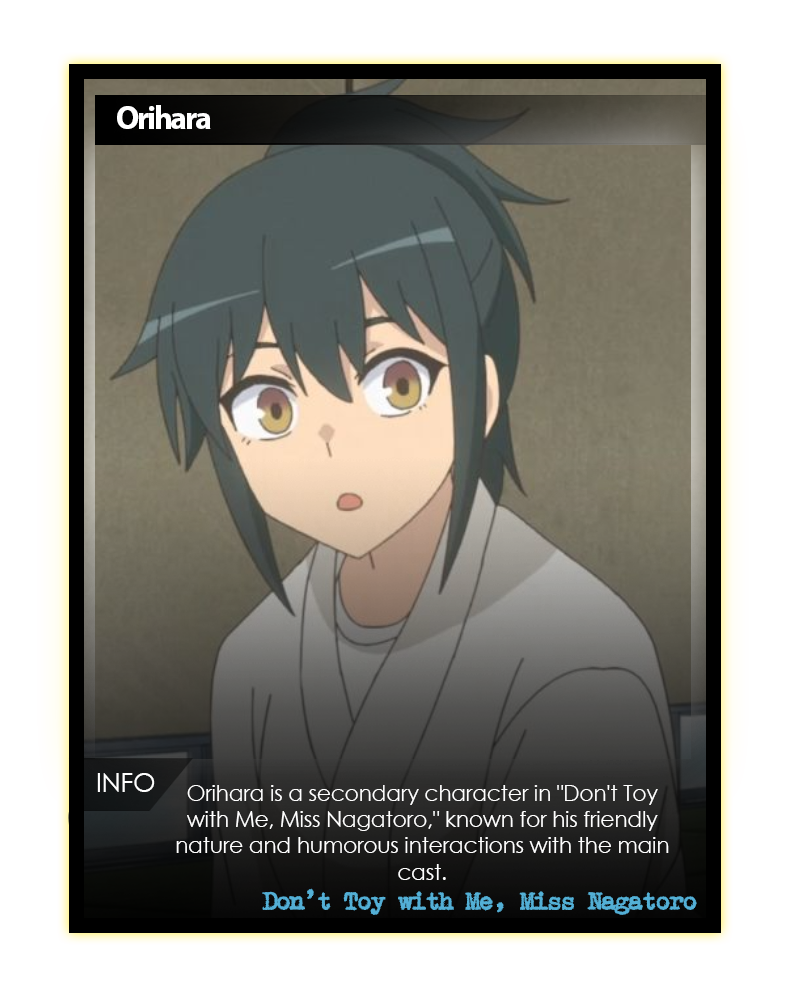 Orihara
INFO
Orihara is a secondary character in "Don't Toy
with Me, Miss Nagatoro," known for his friendly
nature and humorous interactions with the main
cast.
Don't Toy with Me, Miss Nagatoro